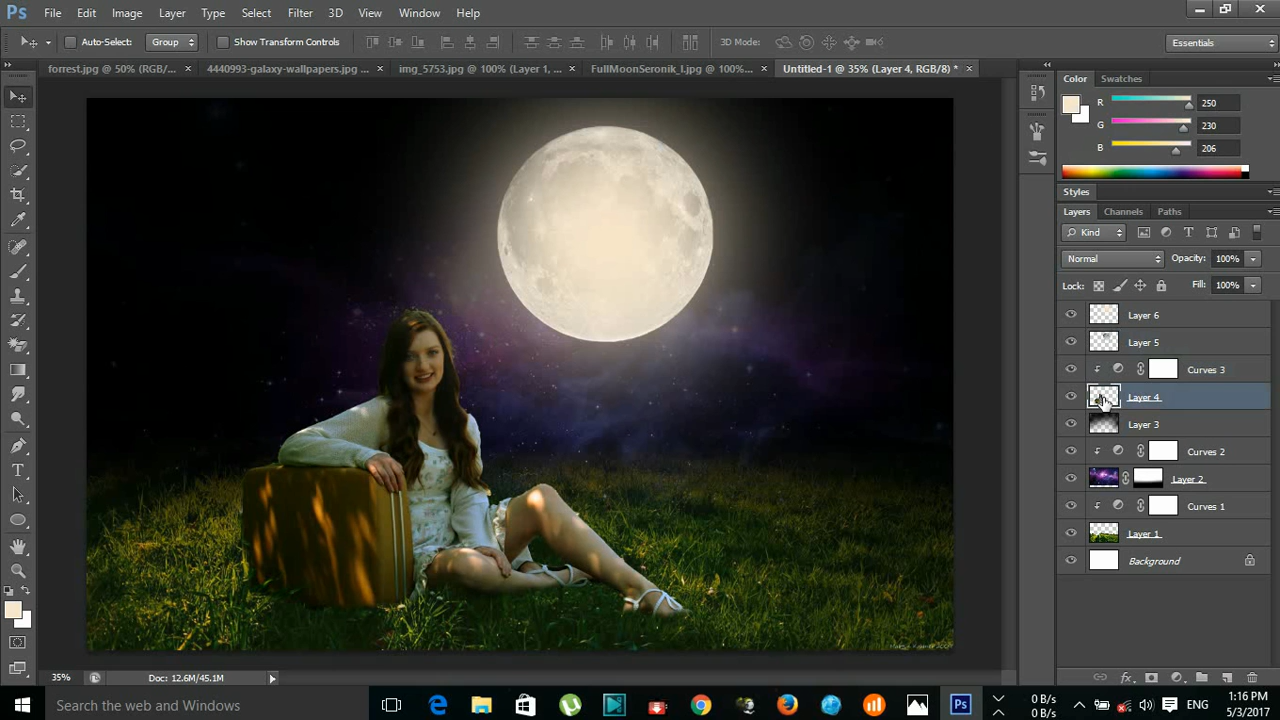 Ps File Edit Image Layer Type Select Filter 3D View Window Help
Auto-Select: Group Show Transform Controls 3D Mode: Essentials
forrest.jpg @ 50% (RGB/... × 4440993-galaxy-wallpapers.jpg ... × img_5753.jpg @ 100% (Layer 1, ... × FullMoonSeronik_I.jpg @ 100%... × Untitled-1 @ 35% (Layer 4, RGB/8) * ×
Color Swatches
R 250
G 230
B 206
Styles
Layers Channels Paths
Kind
Normal Opacity: 100%
Lock: Fill: 100%
Layer 6
Layer 5
Curves 3
Layer 4
Layer 3
Curves 2
Layer 2
Curves 1
Layer 1
Background
35% Doc: 12.6M/45.1M
Search the web and Windows
0 B/s
0 B/s
ENG
1:16 PM
5/3/2017